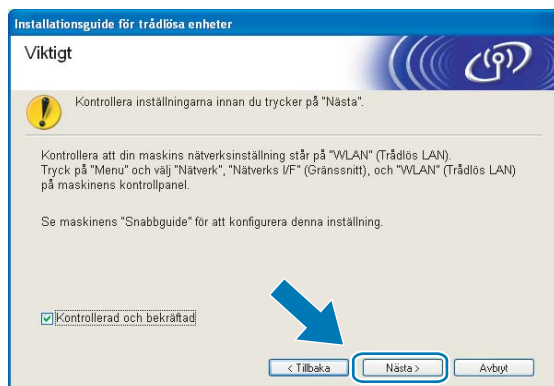 Installationsguide för trådlösa enheter
Viktigt
Kontrollera inställningarna innan du trycker på "Nästa".
Kontrollera att din maskins nätverksinställning står på "WLAN" (Trådlös LAN).
Tryck på "Menu" och välj "Nätverk", "Nätverks I/F" (Gränssnitt), och "WLAN" (Trådlös LAN)
på maskinens kontrollpanel.
Se maskinens "Snabbguide" för att konfigurera denna inställning.
Kontrollerad och bekräftad
< Tillbaka
Nästa >
Avbryt